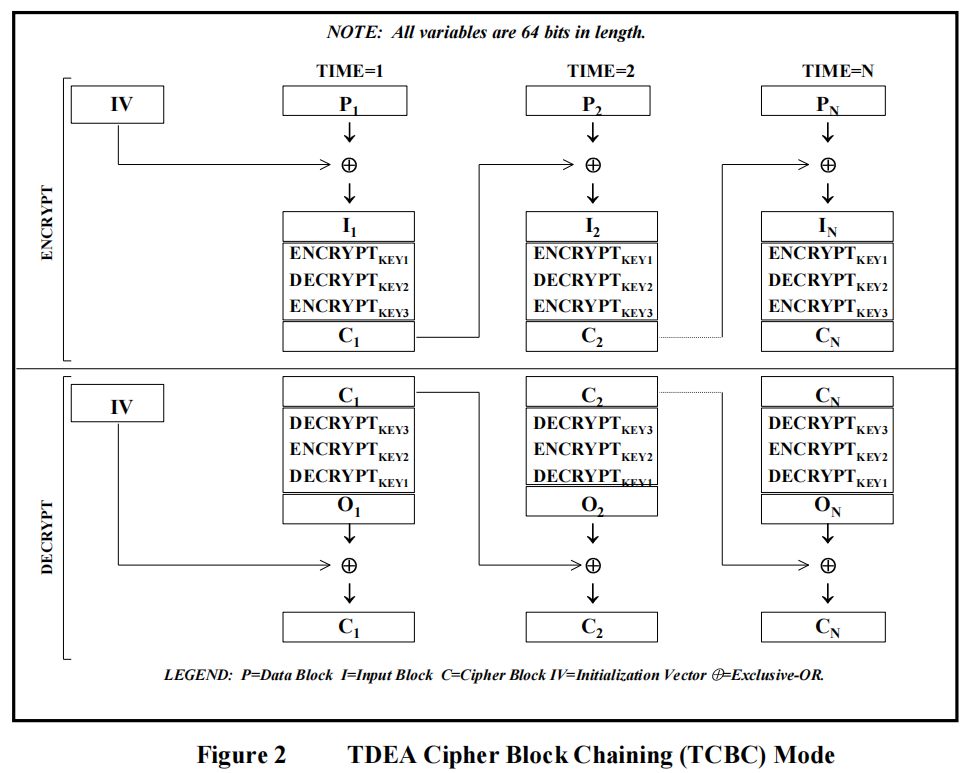 NOTE: All variables are 64 bits in length.
TIME=1 TIME=2 TIME=N
IV P1 P2 PN
⊕ ⊕ ⊕
ENCRYPT
I1 I2 IN
ENCRYPTKEY1 ENCRYPTKEY1 ENCRYPTKEY1
DECRYPTKEY2 DECRYPTKEY2 DECRYPTKEY2
ENCRYPTKEY3 ENCRYPTKEY3 ENCRYPTKEY3
C1 C2 CN
DECRYPT
IV C1 C2 CN
DECRYPTKEY3 DECRYPTKEY3 DECRYPTKEY3
ENCRYPTKEY2 ENCRYPTKEY2 ENCRYPTKEY2
DECRYPTKEY1 DECRYPTKEY1 DECRYPTKEY1
O1 O2 ON
⊕ ⊕ ⊕
C1 C2 CN
LEGEND: P=Data Block I=Input Block C=Cipher Block IV=Initialization Vector ⊕=Exclusive-OR.
Figure 2 TDEA Cipher Block Chaining (TCBC) Mode